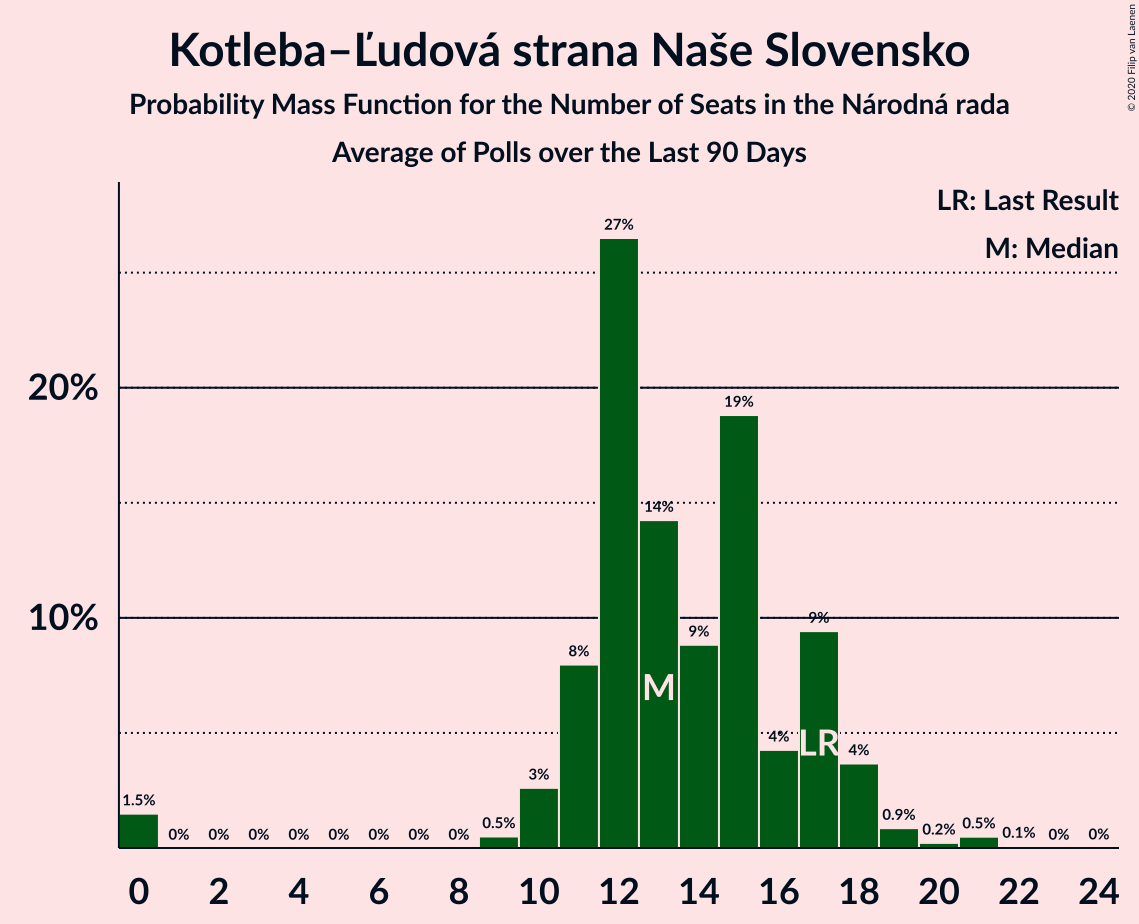 Kotleba–Ľudová strana Naše Slovensko
Probability Mass Function for the Number of Seats in the Národná rada
Average of Polls over the Last 90 Days
© 2020 Filip van Laenen
LR: Last Result
M: Median
20%
10%
1.5% 0% 0% 0% 0% 0% 0% 0% 0% 0.5% 3% 8% 27% 14% 9% 19% 4% 9% 4% 0.9% 0.2% 0.5% 0.1% 0% 0%
M
LR
0 2 4 6 8 10 12 14 16 18 20 22 24